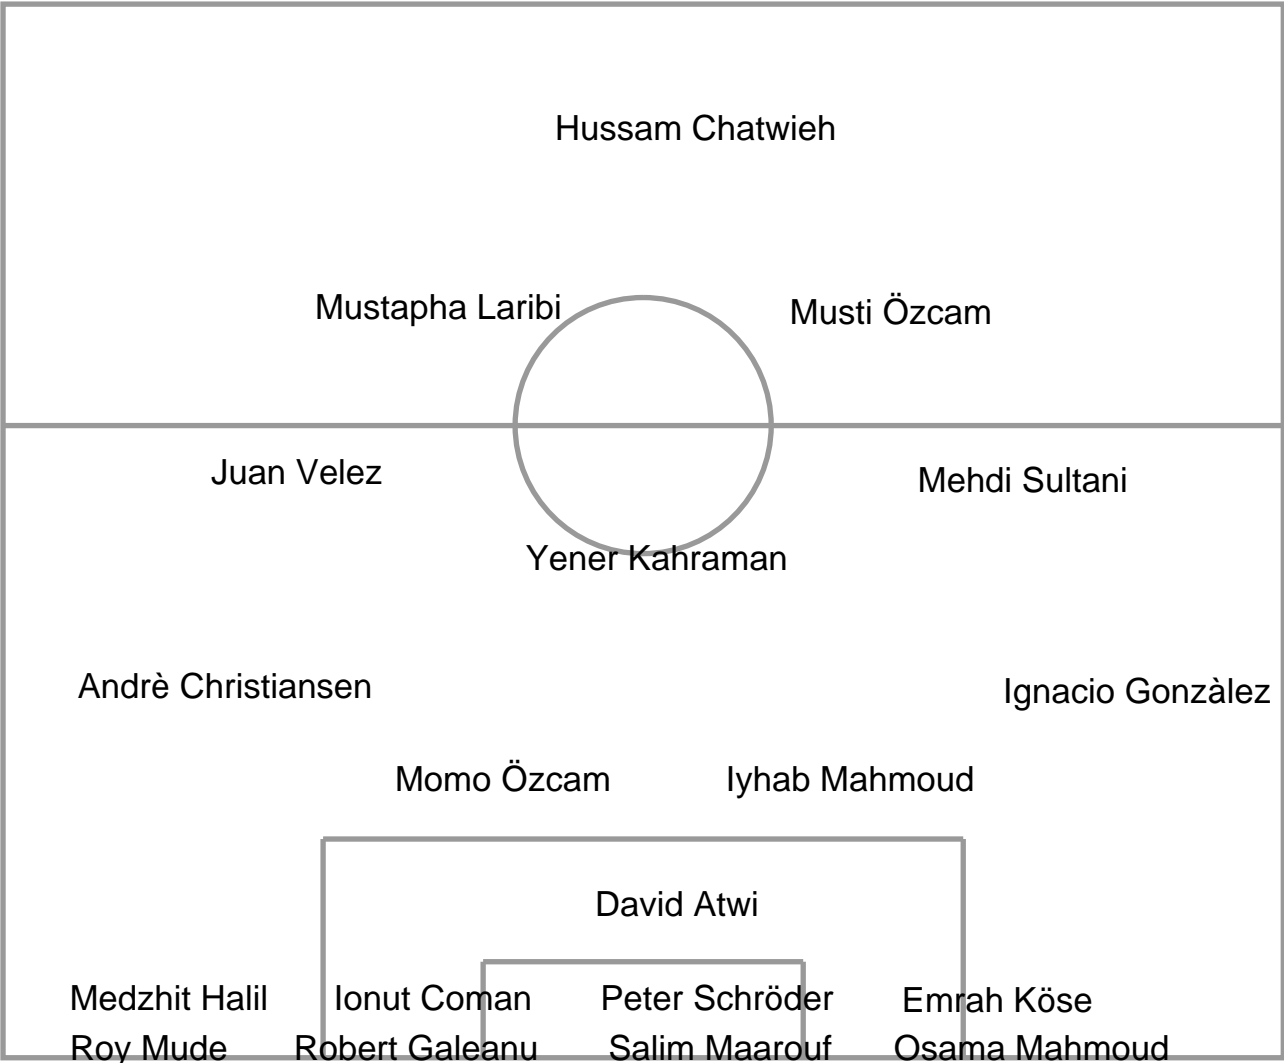 Hussam Chatwieh
Mustapha Laribi
Musti Özcam
Juan Velez
Mehdi Sultani
Yener Kahraman
Andrè Christiansen
Ignacio Gonzàlez
Momo Özcam
Iyhab Mahmoud
David Atwi
Medzhit Halil
Ionut Coman
Peter Schröder
Emrah Köse
Roy Mude
Robert Galeanu
Salim Maarouf
Osama Mahmoud